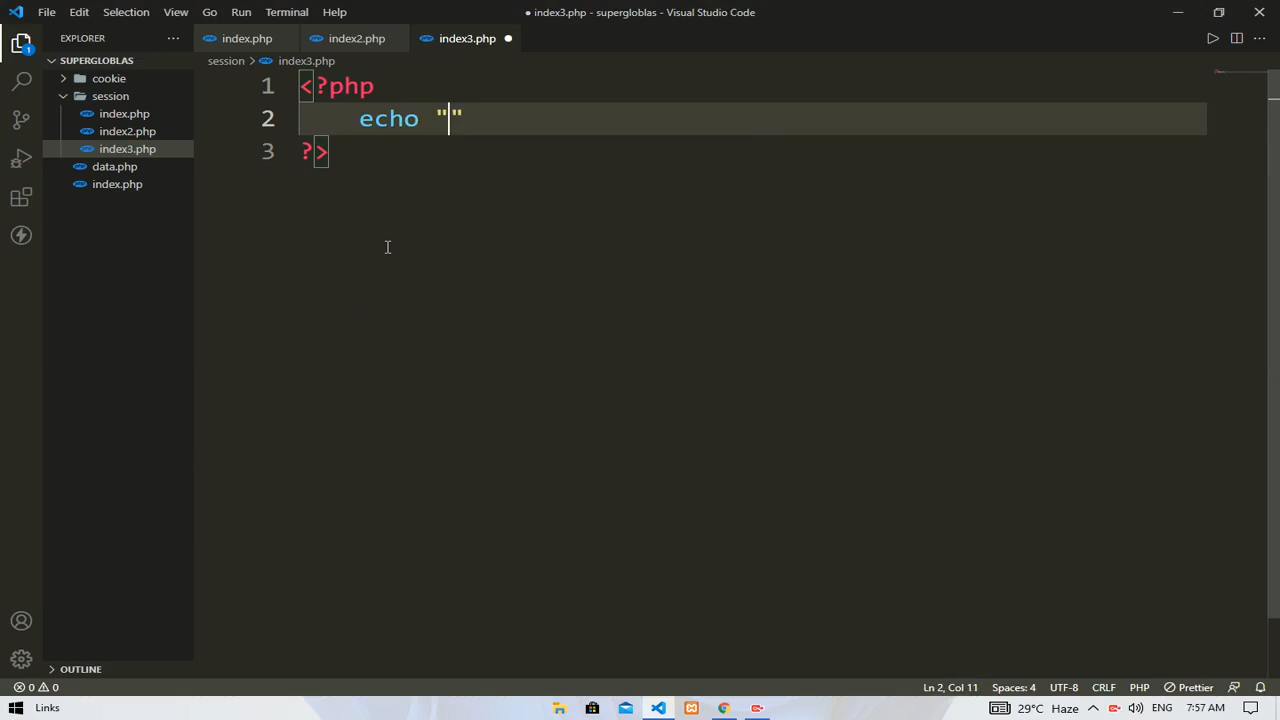 File Edit Selection View Go Run Terminal Help
● index3.php - supergloblas - Visual Studio Code
EXPLORER ···
index.php index2.php index3.php
SUPERGLOBLAS
session > index3.php
cookie
session
index.php
index2.php
index3.php
data.php
index.php
1 <?php
2 echo ""
3 ?>
1
OUTLINE
0 0
Ln 2, Col 11 Spaces: 4 UTF-8 CRLF PHP Prettier
Links
29°C Haze ENG 7:57 AM